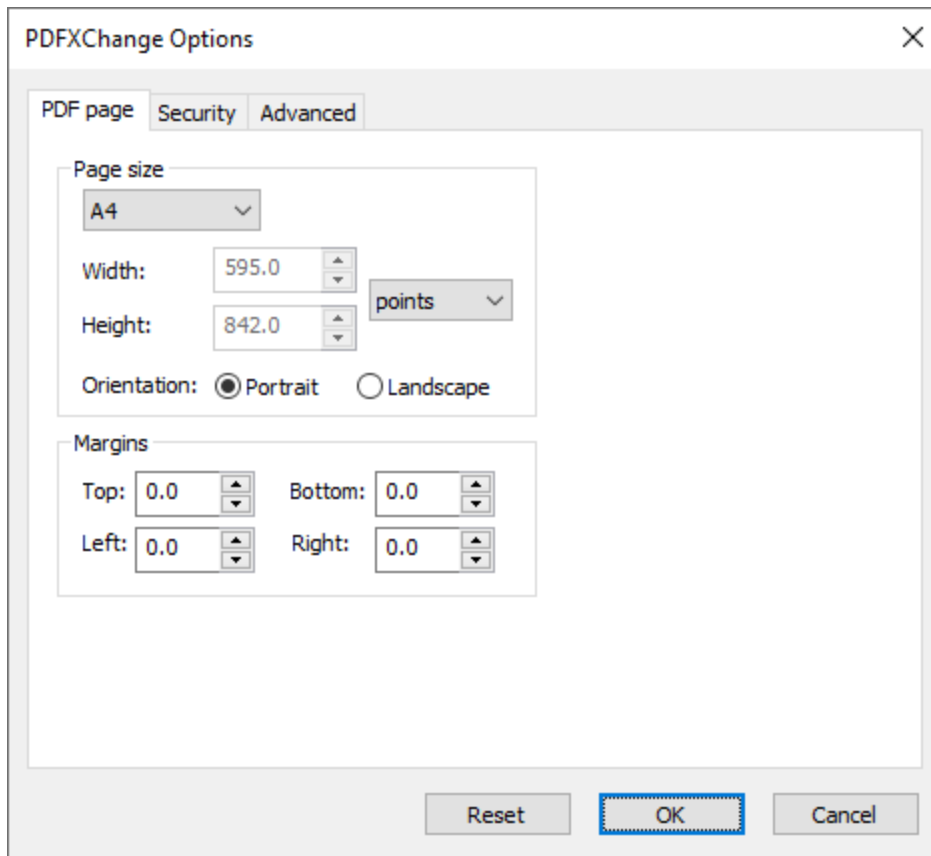 PDFXChange Options
PDF page Security Advanced
Page size
A4
Width: 595.0
points
Height: 842.0
Orientation: Portrait Landscape
Margins
Top: 0.0 Bottom: 0.0
Left: 0.0 Right: 0.0
Reset OK Cancel